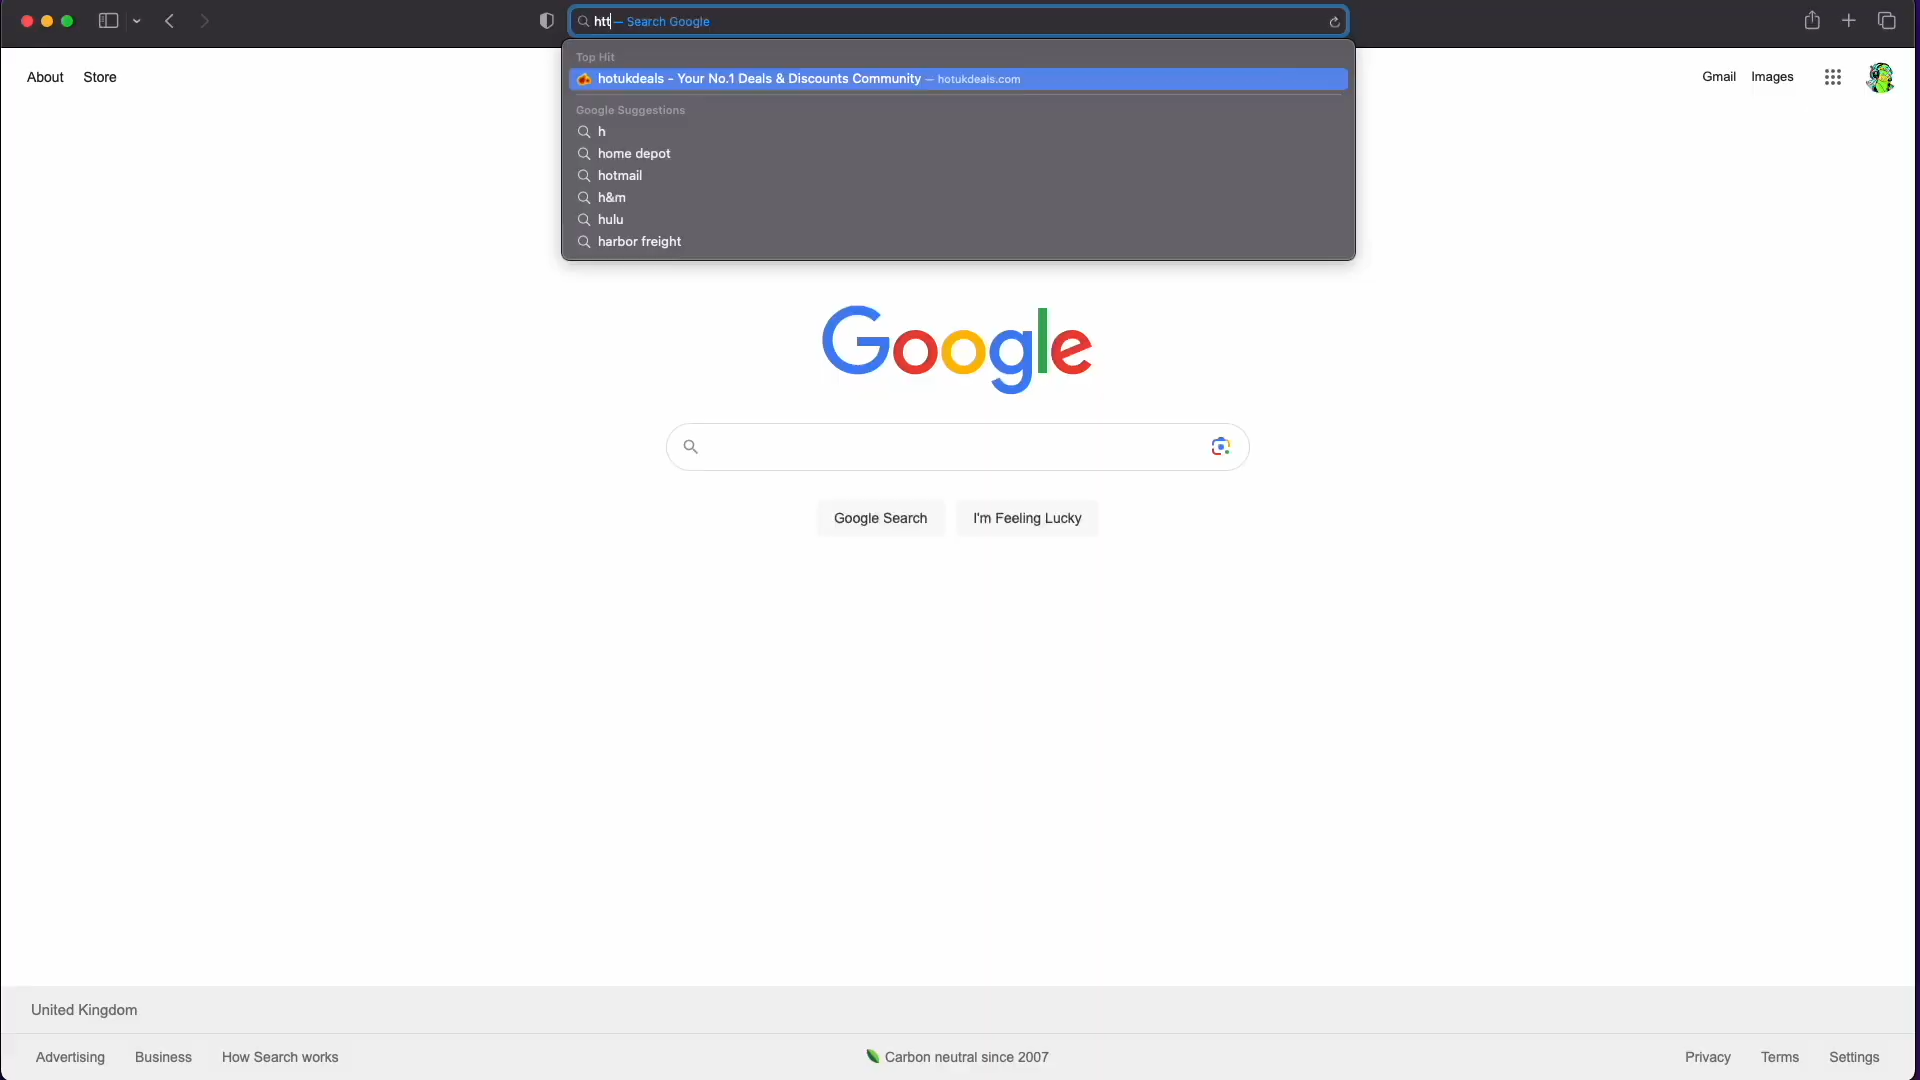 htt — Search Google
Top Hit
hotukdeals - Your No.1 Deals & Discounts Community — hotukdeals.com
Google Suggestions
h
home depot
hotmail
h&m
hulu
harbor freight
About Store
Gmail Images
Google
Google Search I'm Feeling Lucky
United Kingdom
Advertising Business How Search works
Carbon neutral since 2007
Privacy Terms Settings